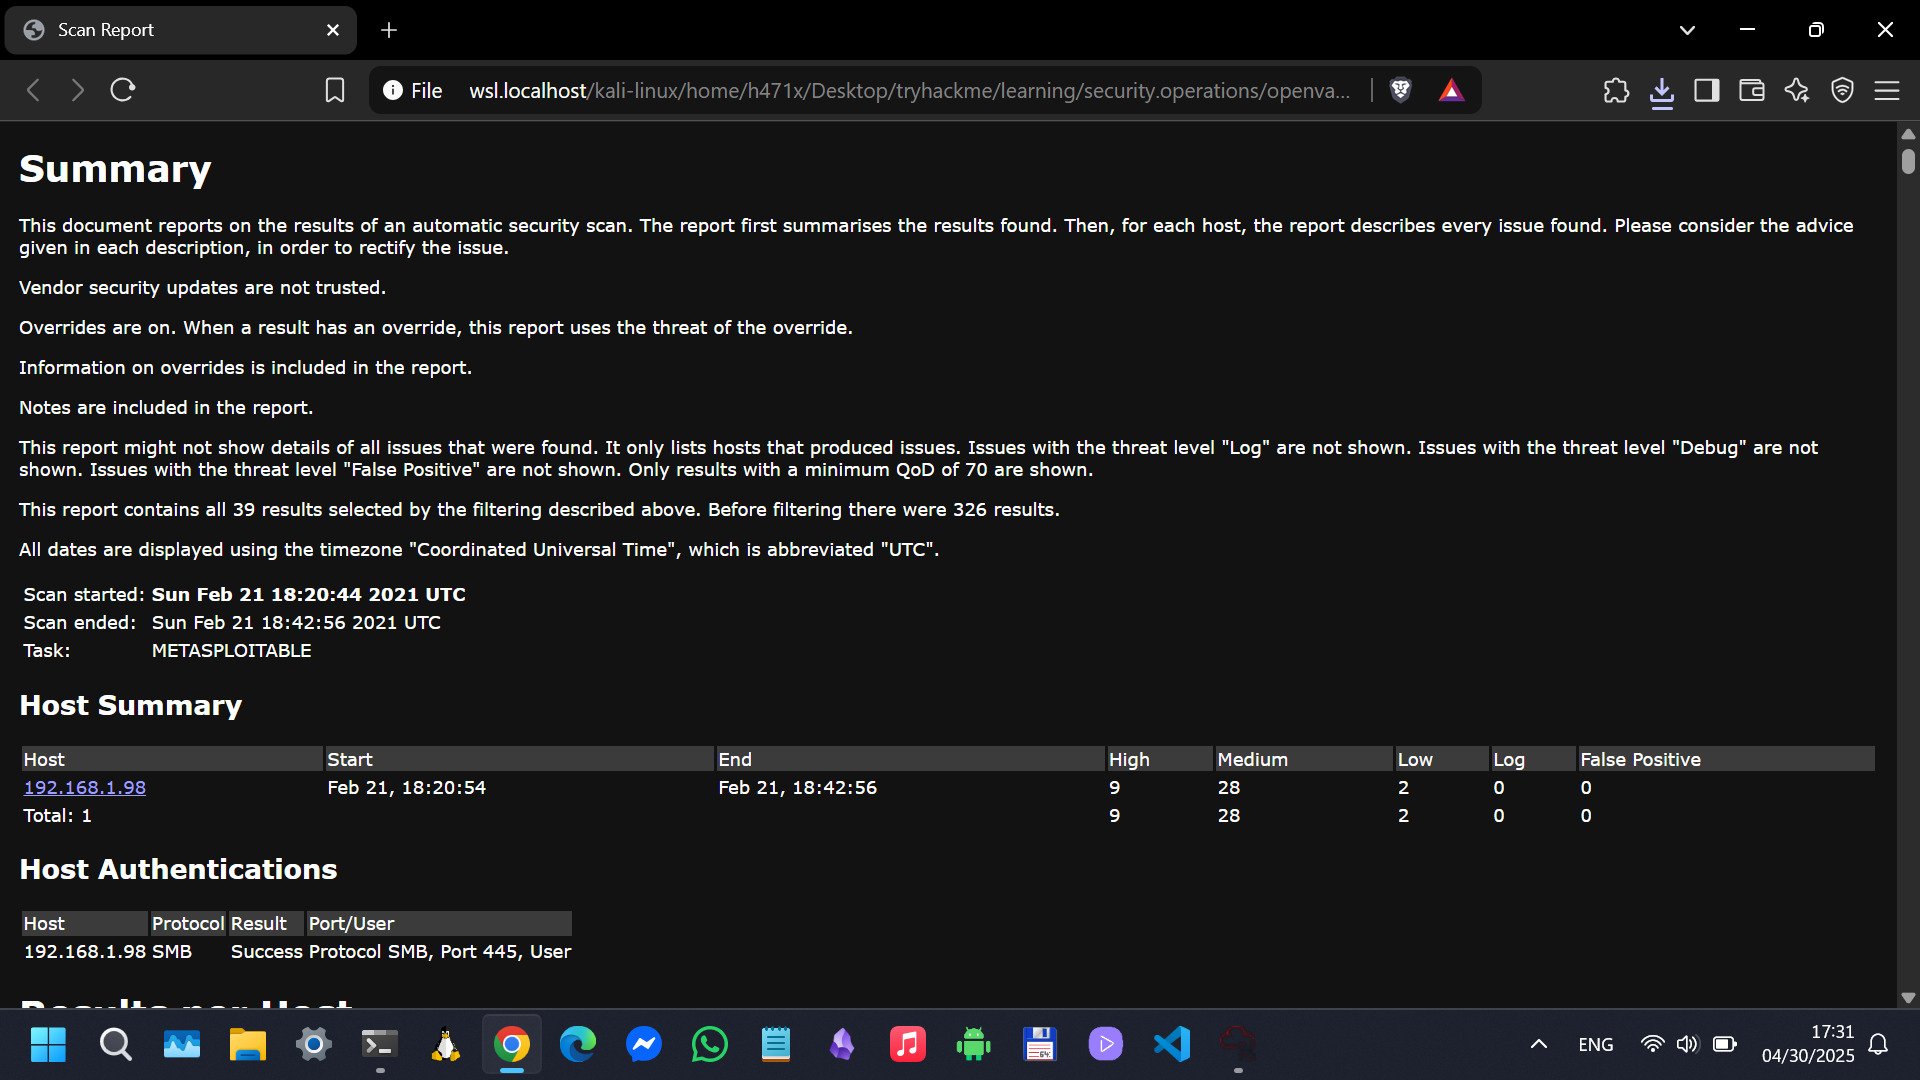 Scan Report
File wsl.localhost/kali-linux/home/h471x/Desktop/tryhackme/learning/security.operations/openva...
Summary
This document reports on the results of an automatic security scan. The report first summarises the results found. Then, for each host, the report describes every issue found. Please consider the advice
given in each description, in order to rectify the issue.
Vendor security updates are not trusted.
Overrides are on. When a result has an override, this report uses the threat of the override.
Information on overrides is included in the report.
Notes are included in the report.
This report might not show details of all issues that were found. It only lists hosts that produced issues. Issues with the threat level "Log" are not shown. Issues with the threat level "Debug" are not
shown. Issues with the threat level "False Positive" are not shown. Only results with a minimum QoD of 70 are shown.
This report contains all 39 results selected by the filtering described above. Before filtering there were 326 results.
All dates are displayed using the timezone "Coordinated Universal Time", which is abbreviated "UTC".
Scan started: Sun Feb 21 18:20:44 2021 UTC
Scan ended: Sun Feb 21 18:42:56 2021 UTC
Task: METASPLOITABLE
Host Summary
Host Start End High Medium Low Log False Positive
192.168.1.98 Feb 21, 18:20:54 Feb 21, 18:42:56 9 28 2 0 0
Total: 1 9 28 2 0 0
Host Authentications
Host Protocol Result Port/User
192.168.1.98 SMB Success Protocol SMB, Port 445, User
Results per Host
64
ENG
17:31
04/30/2025